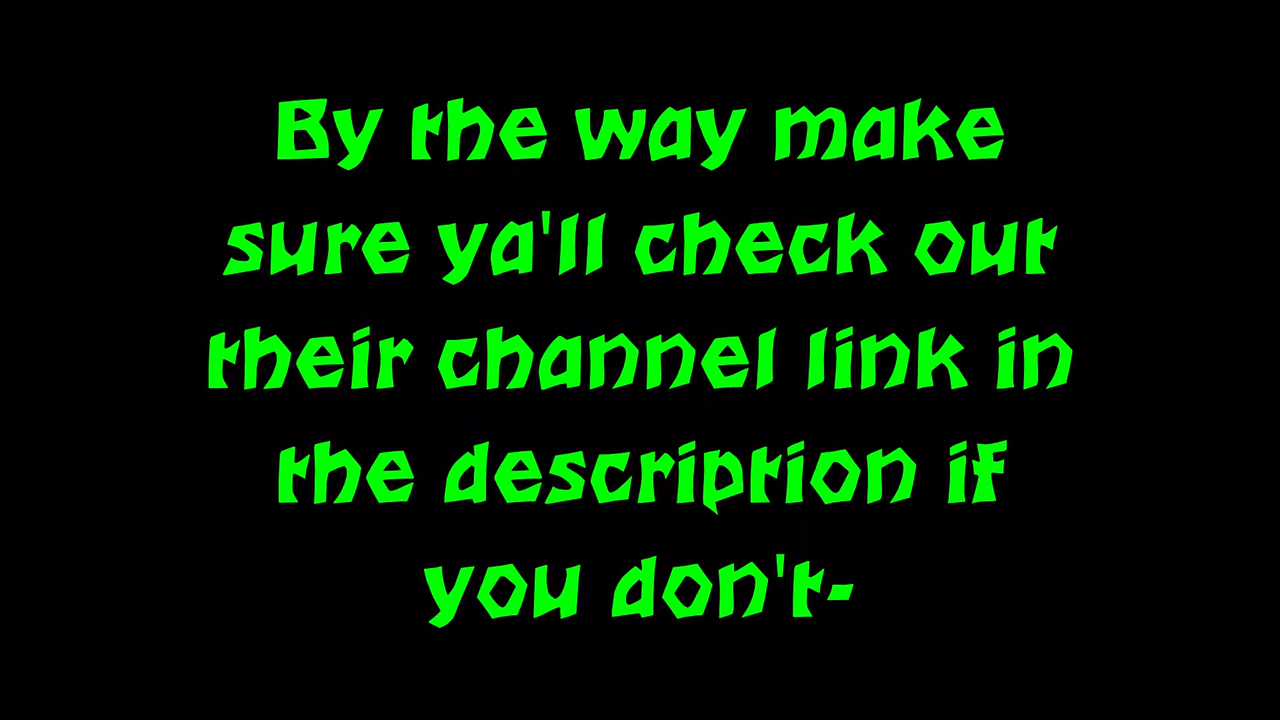 By the way make
sure ya'll check out
their channel link in
the description if
you don't-